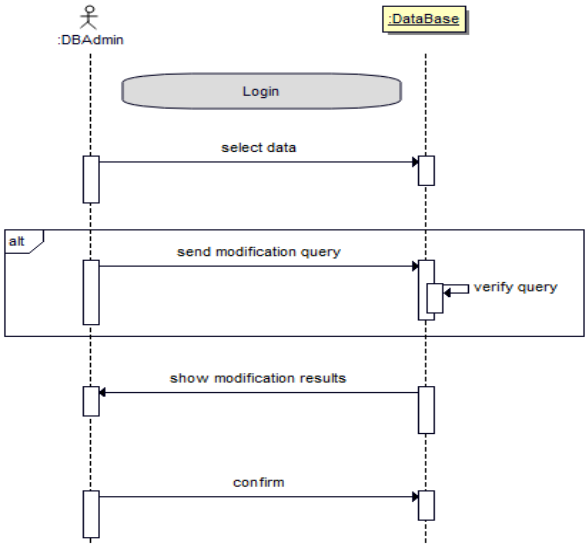 :DBAdmin
:DataBase
Login
select data
alt
send modification query
verify query
show modification results
confirm